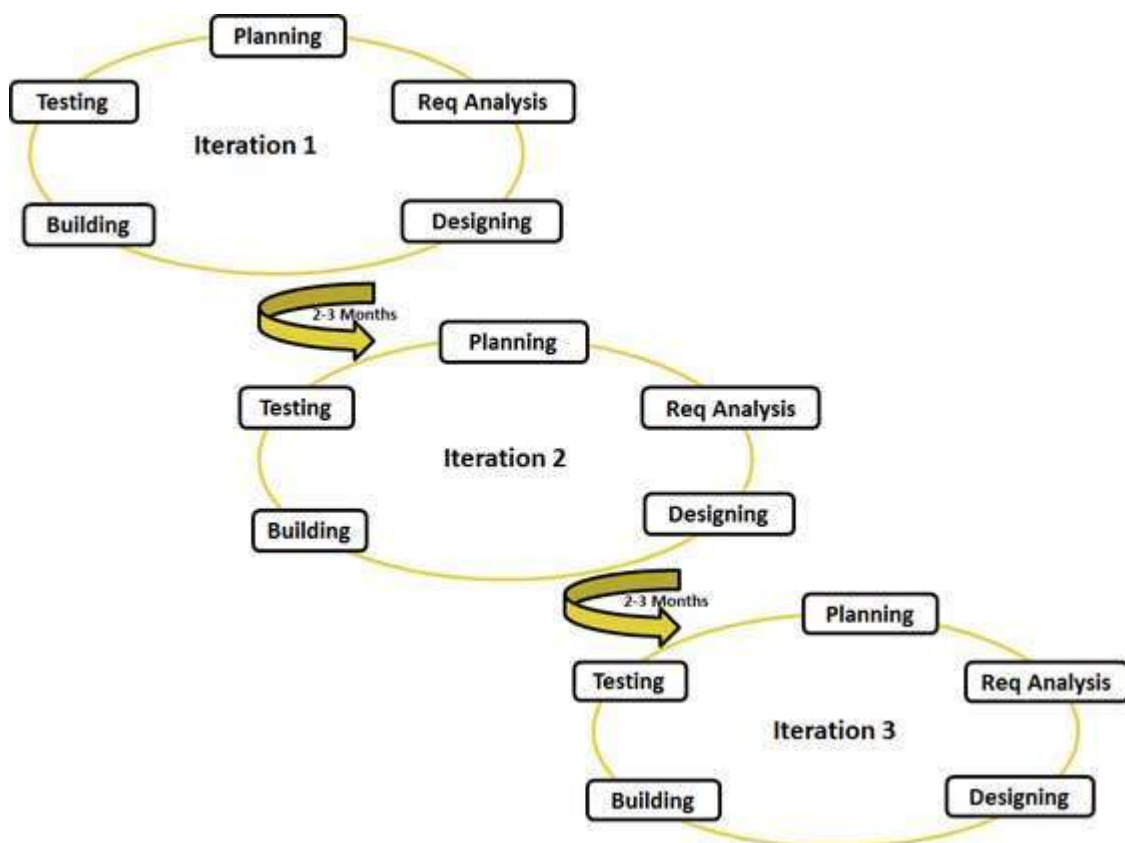 Planning
Testing
Req Analysis
Iteration 1
Building
Designing
2-3 Months
Planning
Testing
Req Analysis
Iteration 2
Building
Designing
2-3 Months
Planning
Testing
Req Analysis
Iteration 3
Building
Designing